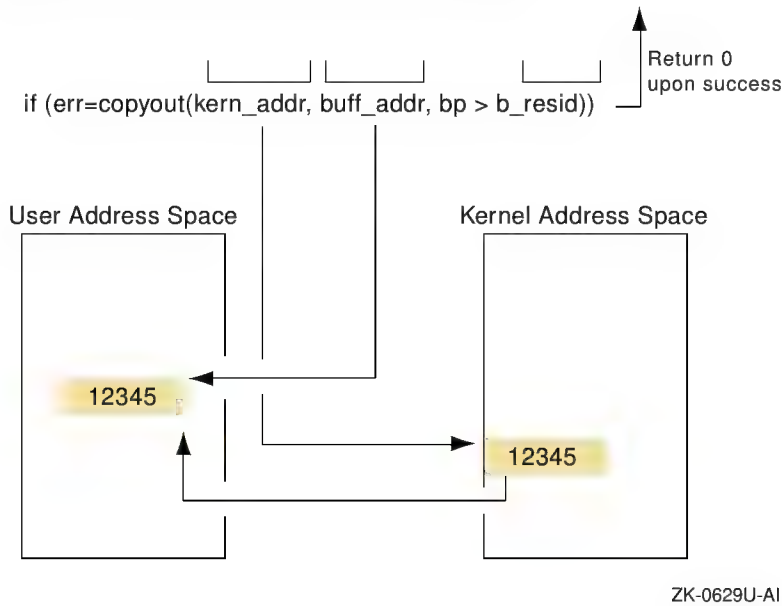 Return 0
upon success
if (err=copyout(kern_addr, buff_addr, bp > b_resid))
User Address Space
Kernel Address Space
12345
12345
ZK-0629U-AI